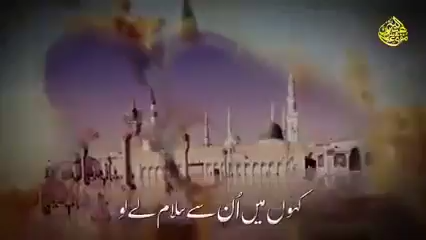 کہوں میں اُن سے سلام لے لو